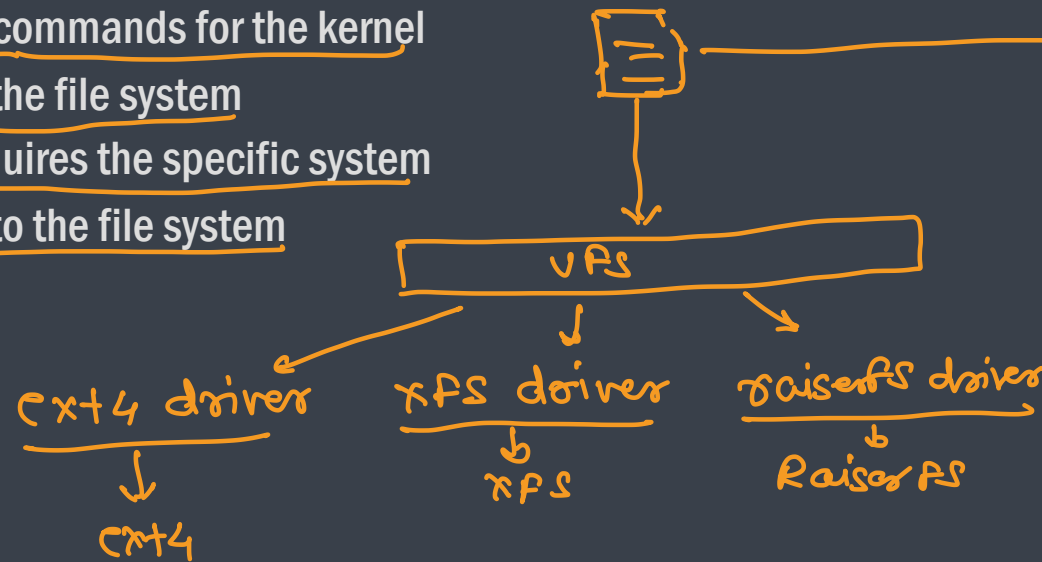 commands for the kernel
the file system
uires the specific system
to the file system
VFS
ext4 driver
xFS driver
raiserfs driver
xFS
RaiserFS
ext4